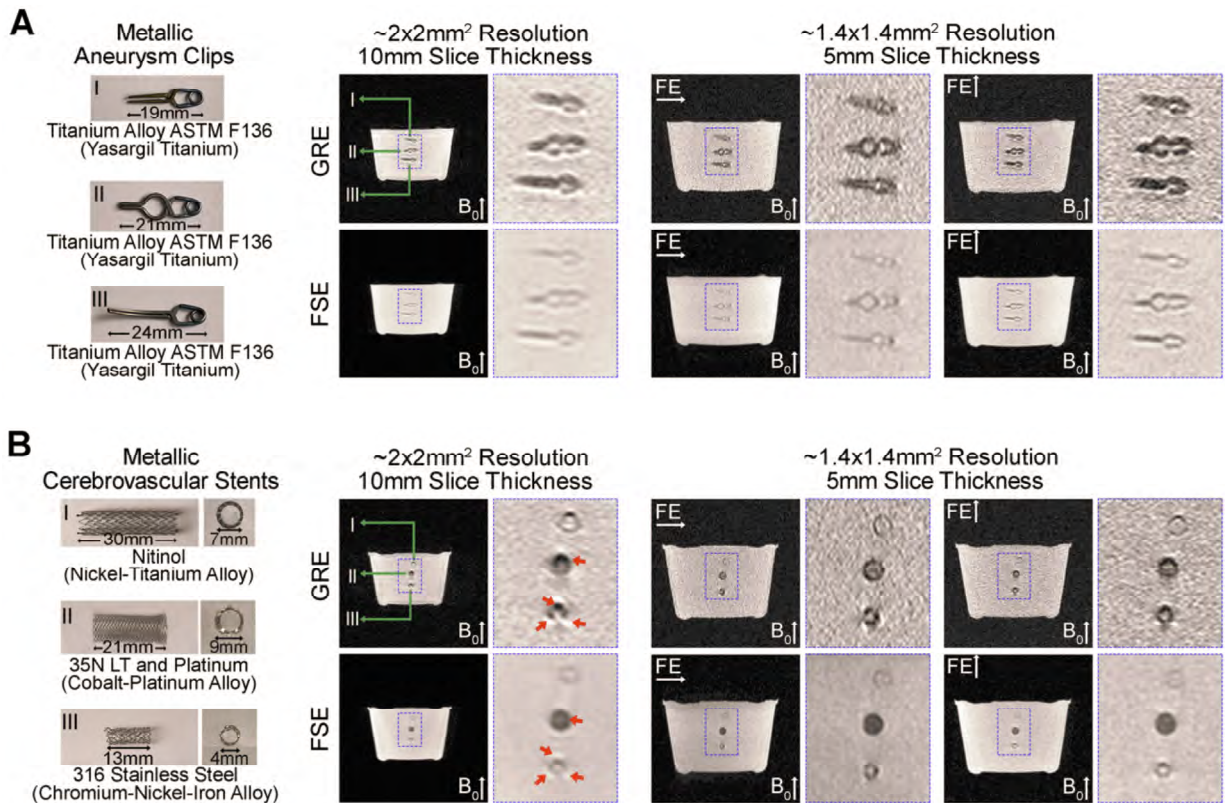 A
Metallic
Aneurysm Clips
~2x2mm² Resolution
10mm Slice Thickness
~1.4x1.4mm² Resolution
5mm Slice Thickness
I
19mm
Titanium Alloy ASTM F136
(Yasargil Titanium)
II
21mm
Titanium Alloy ASTM F136
(Yasargil Titanium)
III
24mm
Titanium Alloy ASTM F136
(Yasargil Titanium)
GRE
I
II
III
B₀
FE
FE
B₀
FSE
B₀
FE
FE
B₀
B
Metallic
Cerebrovascular Stents
~2x2mm² Resolution
10mm Slice Thickness
~1.4x1.4mm² Resolution
5mm Slice Thickness
I
30mm
7mm
Nitinol
(Nickel-Titanium Alloy)
II
21mm
9mm
35N LT and Platinum
(Cobalt-Platinum Alloy)
III
13mm
4mm
316 Stainless Steel
(Chromium-Nickel-Iron Alloy)
GRE
I
II
III
B₀
FE
FE
B₀
FSE
B₀
FE
FE
B₀